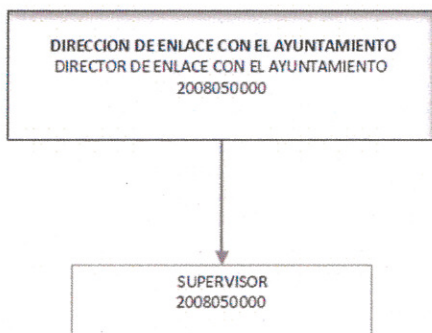 DIRECCION DE ENLACE CON EL AYUNTAMIENTO
DIRECTOR DE ENLACE CON EL AYUNTAMIENTO
2008050000
SUPERVISOR
2008050000